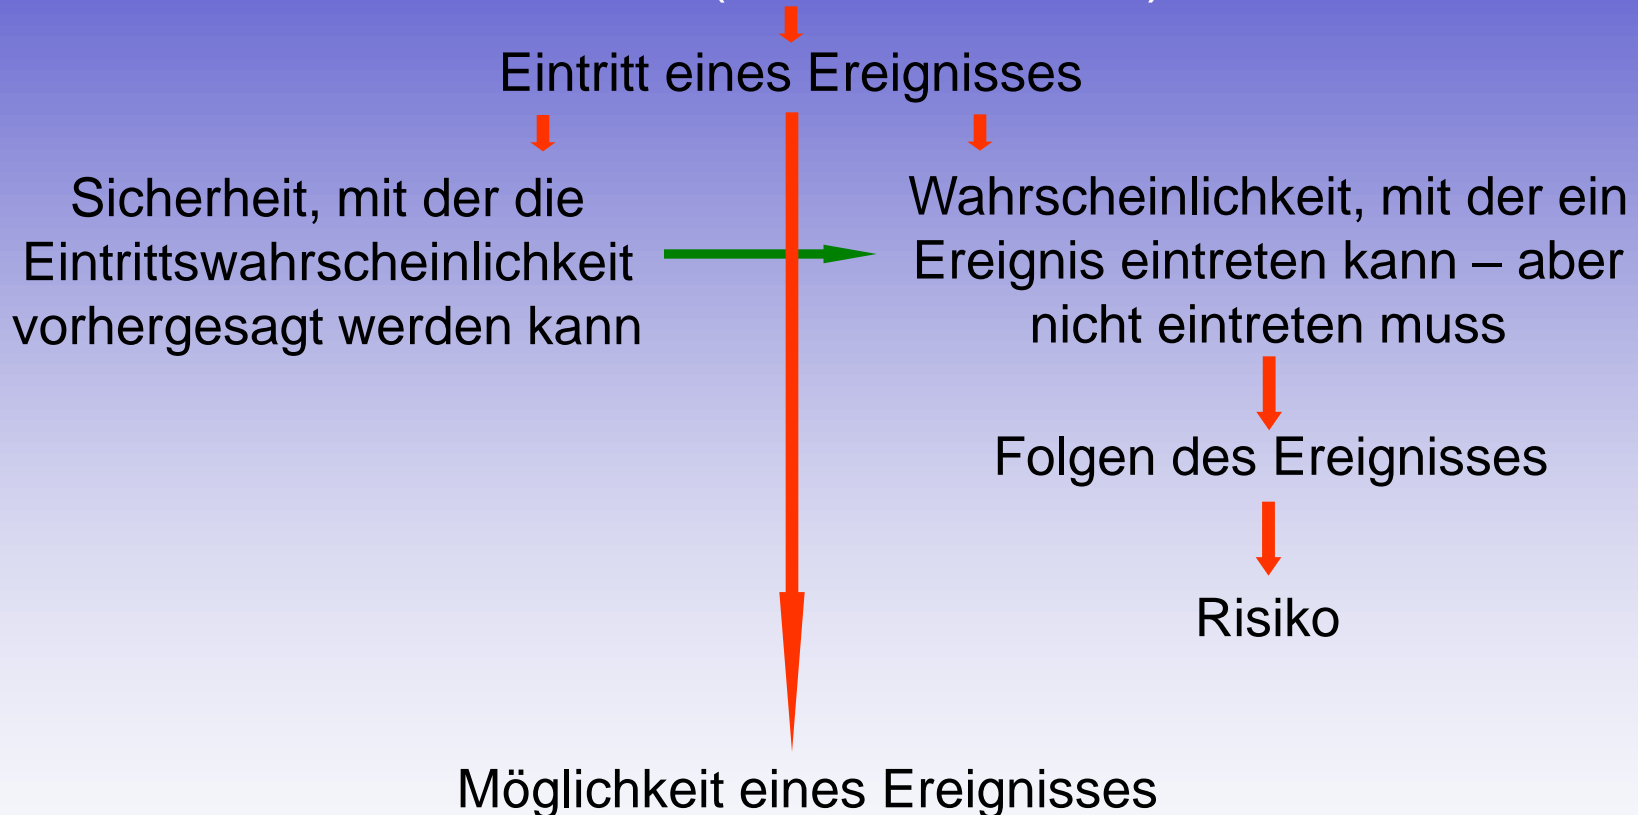 Eintritt eines Ereignisses
Sicherheit, mit der die
Eintrittswahrscheinlichkeit
vorhergesagt werden kann
Wahrscheinlichkeit, mit der ein
Ereignis eintreten kann – aber
nicht eintreten muss
Folgen des Ereignisses
Risiko
Möglichkeit eines Ereignisses